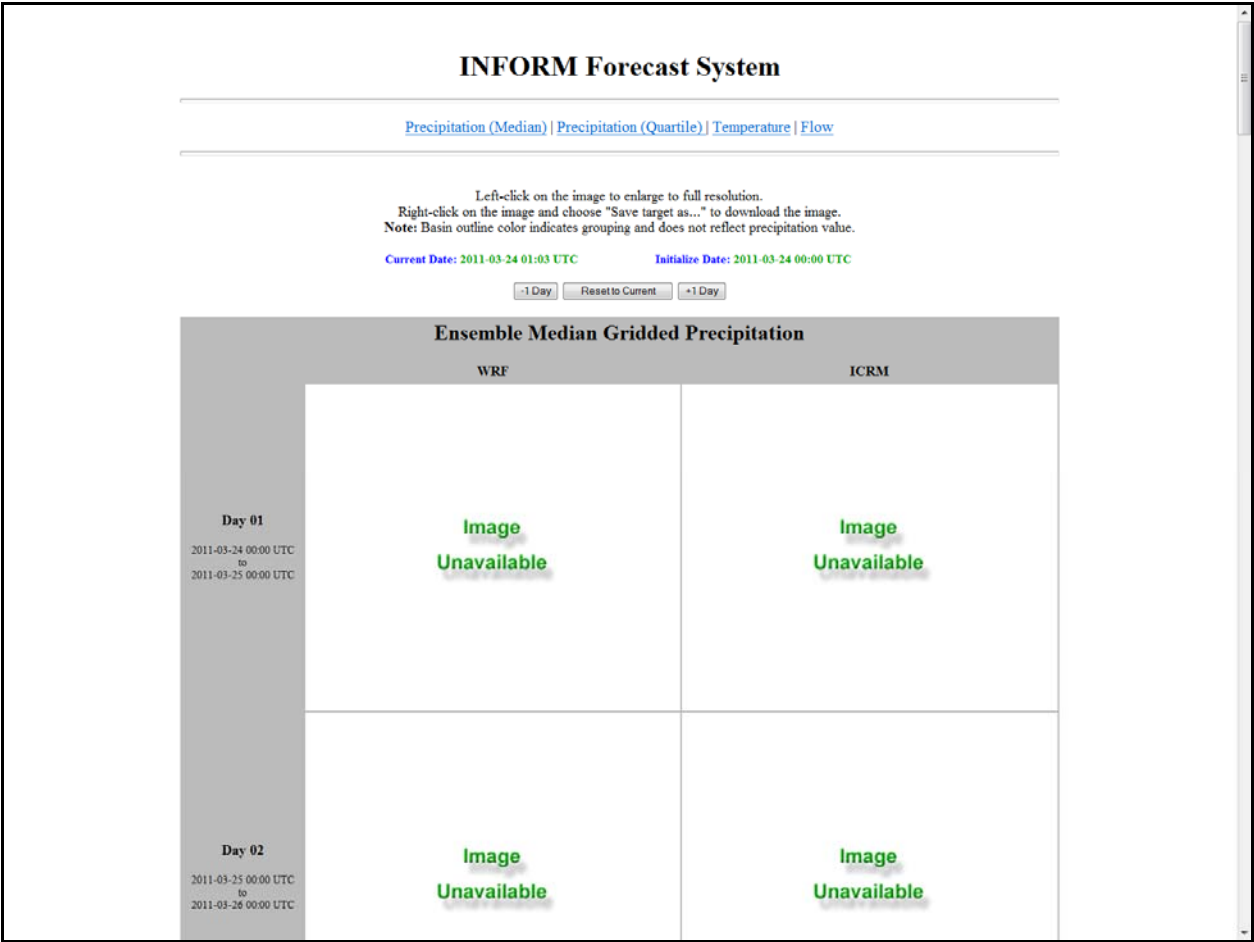 INFORM Forecast System
Precipitation (Median) | Precipitation (Quartile) | Temperature | Flow
Left-click on the image to enlarge to full resolution.
Right-click on the image and choose "Save target as..." to download the image.
Note: Basin outline color indicates grouping and does not reflect precipitation value.
Current Date: 2011-03-24 01:03 UTC Initialize Date: 2011-03-24 00:00 UTC
-1 Day Reset to Current +1 Day
Ensemble Median Gridded Precipitation
WRF ICRM
Day 01
2011-03-24 00:00 UTC
to
2011-03-25 00:00 UTC
Image
Unavailable
Image
Unavailable
Day 02
2011-03-25 00:00 UTC
to
2011-03-26 00:00 UTC
Image
Unavailable
Image
Unavailable